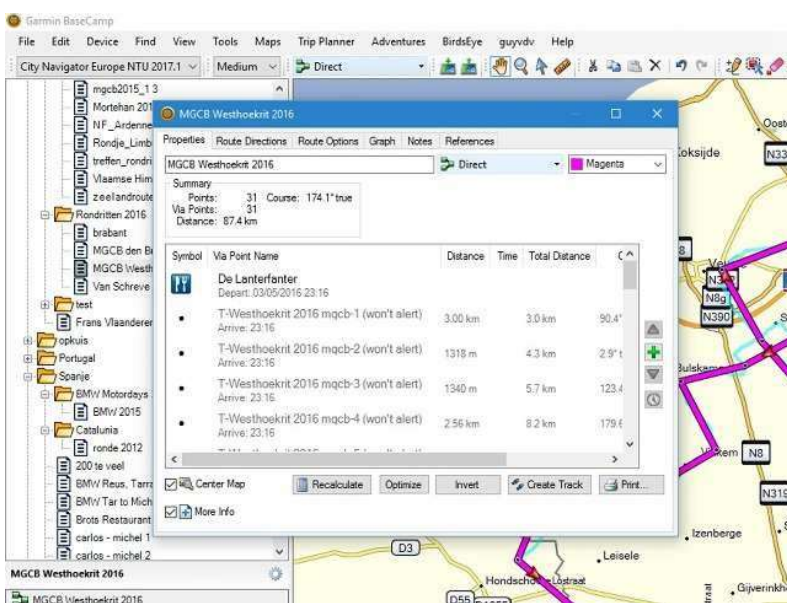 Garmin BaseCamp
File Edit Device Find View Tools Maps Trip Planner Adventures BirdsEye guyvdv Help
City Navigator Europe NTU 2017.1 Medium Direct
mgcb2015_1 3
Mortehan 201
NF_Ardenne
Rondje_Limb
treffen_rondri
Vlaamse Him
zeelandroute
Rondritten 2016
brabant
MGCB den B
MGCB Westh
Van Schreve
test
Frans Vlaanderer
opkuis
Portugal
Spanje
BMW Motordays
BMW 2015
Catalunia
ronde 2012
200 te veel
BMW Reus, Tarra
BMW Tar to Mich
Brots Restaurant
carlos - michel 1
carlos - michel 2
MGCB Westhoekrit 2016
MGCB Westhoekrit 2016
MGCB Westhoekrit 2016
Properties Route Directions Route Options Graph Notes References
MGCB Westhoekrit 2016 Direct Magenta
Summary
Points: 31 Course: 174.1° true
Via Points: 31
Distance: 87.4 km
Symbol Via Point Name Distance Time Total Distance C
De Lanterfanter
Depart: 03/05/2016 23:16
T-Westhoekrit 2016 mgcb-1 (won't alert) 3.00 km 3.0 km 90.4°
Arrive: 23:16
T-Westhoekrit 2016 mgcb-2 (won't alert) 1318 m 4.3 km 2.9° t
Arrive: 23:16
T-Westhoekrit 2016 mgcb-3 (won't alert) 1340 m 5.7 km 123.4
Arrive: 23:16
T-Westhoekrit 2016 mgcb-4 (won't alert) 2.56 km 8.2 km 179.6
Arrive: 23:16
Center Map Recalculate Optimize Invert Create Track Print...
More Info
Oost
oksijde
N33
8
N8g
N390
Bulskamp
N8
N319
Izenberge
D3
Leisele
Gijverinkh
D55